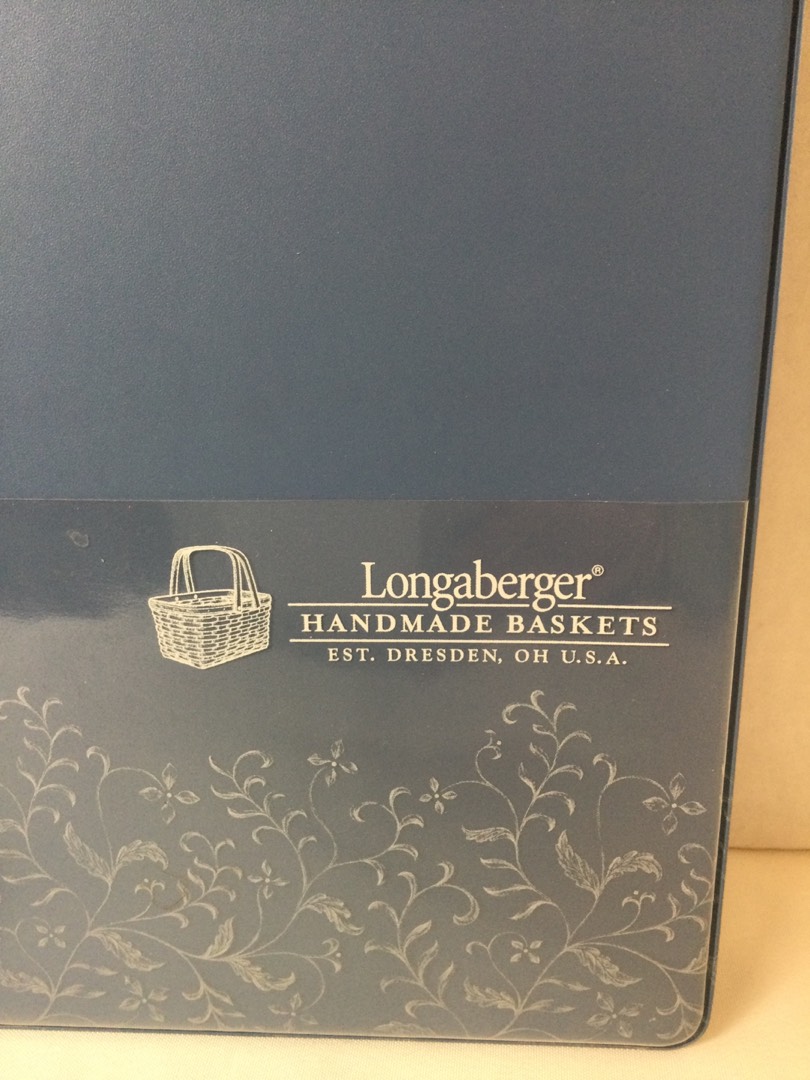 Longaberger®
HANDMADE BASKETS
EST. DRESDEN, OH U.S.A.